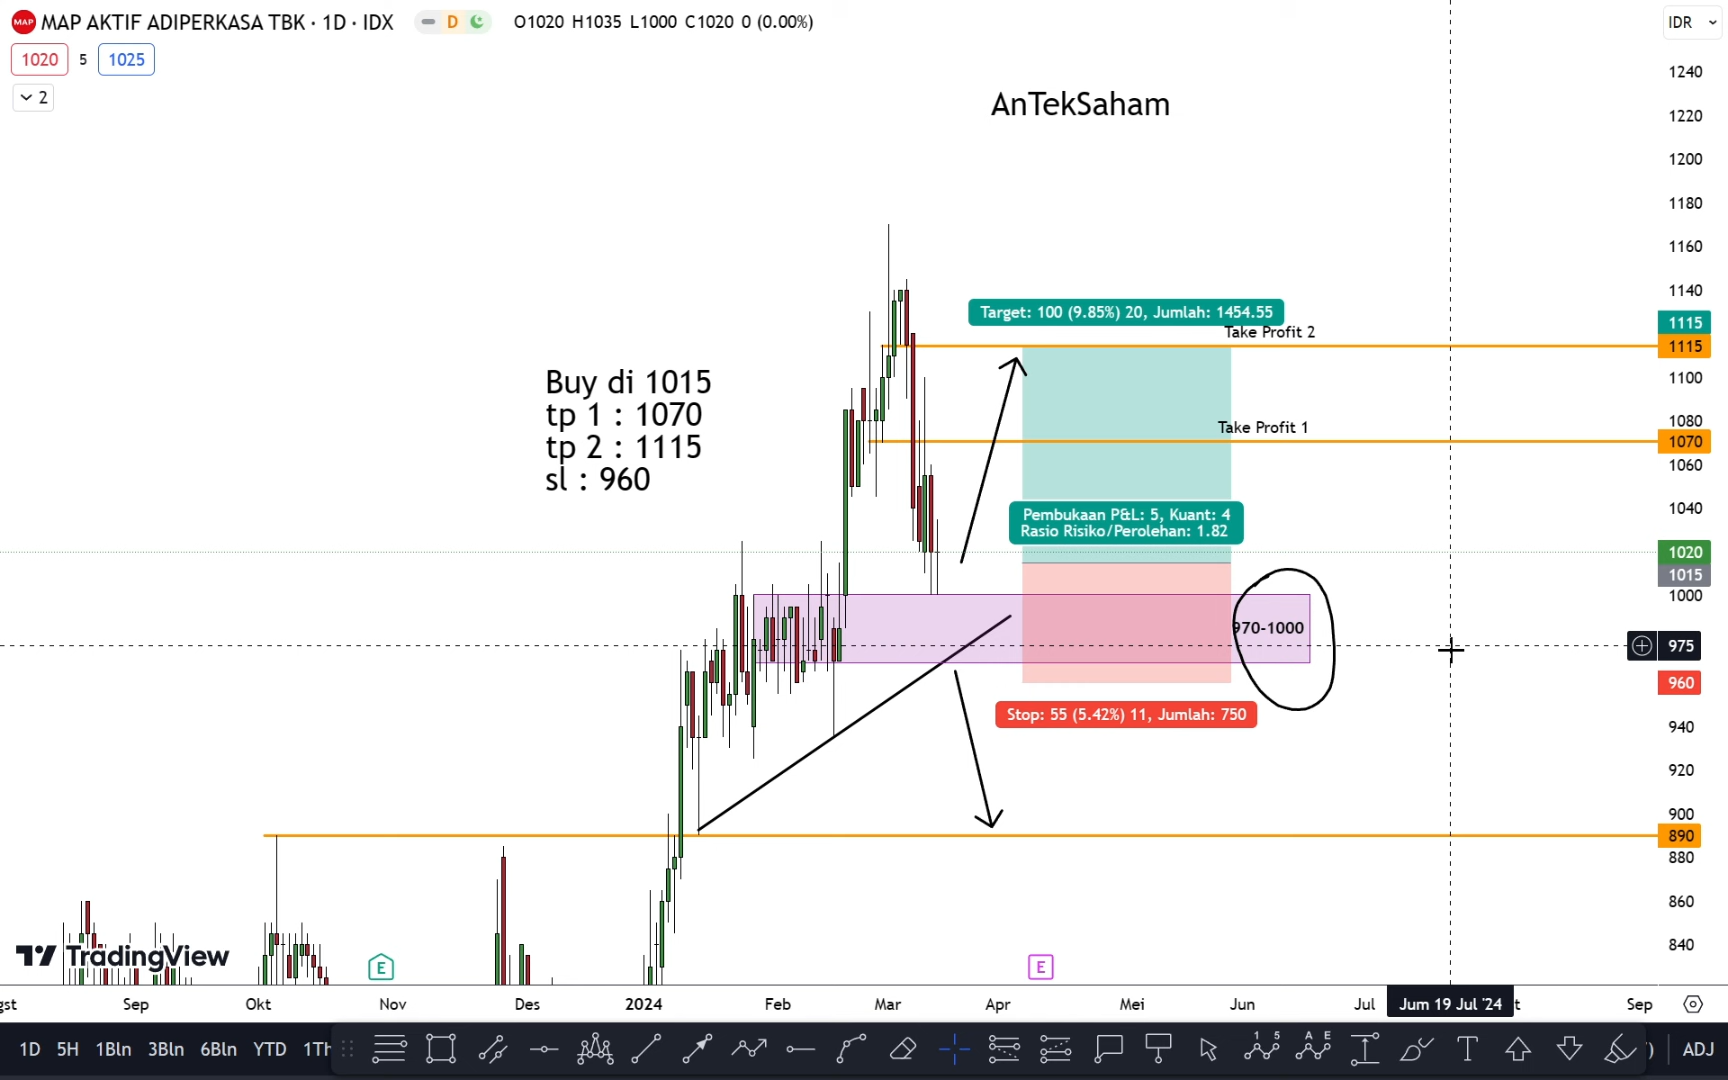 MAP
MAP AKTIF ADIPERKASA TBK · 1D · IDX
D
O1020 H1035 L1000 C1020 0 (0.00%)
IDR
1020 5 1025
2
AnTekSaham
1240
1220
1200
1180
1160
1140
Target: 100 (9.85%) 20, Jumlah: 1454.55
1115
Take Profit 2
1115
Buy di 1015
tp 1 : 1070
tp 2 : 1115
sl : 960
1100
1080
Take Profit 1
1070
1060
1040
Pembukaan P&L: 5, Kuant: 4
Rasio Risiko/Perolehan: 1.82
1020
1015
1000
970-1000
975
960
Stop: 55 (5.42%) 11, Jumlah: 750
940
920
900
890
880
860
840
TradingView
E
E
gst Sep Okt Nov Des 2024 Feb Mar Apr Mei Jun Jul Jum 19 Jul '24 t Sep
1D 5H 1Bln 3Bln 6Bln YTD 1Th
1 5
A E
T
) ADJ